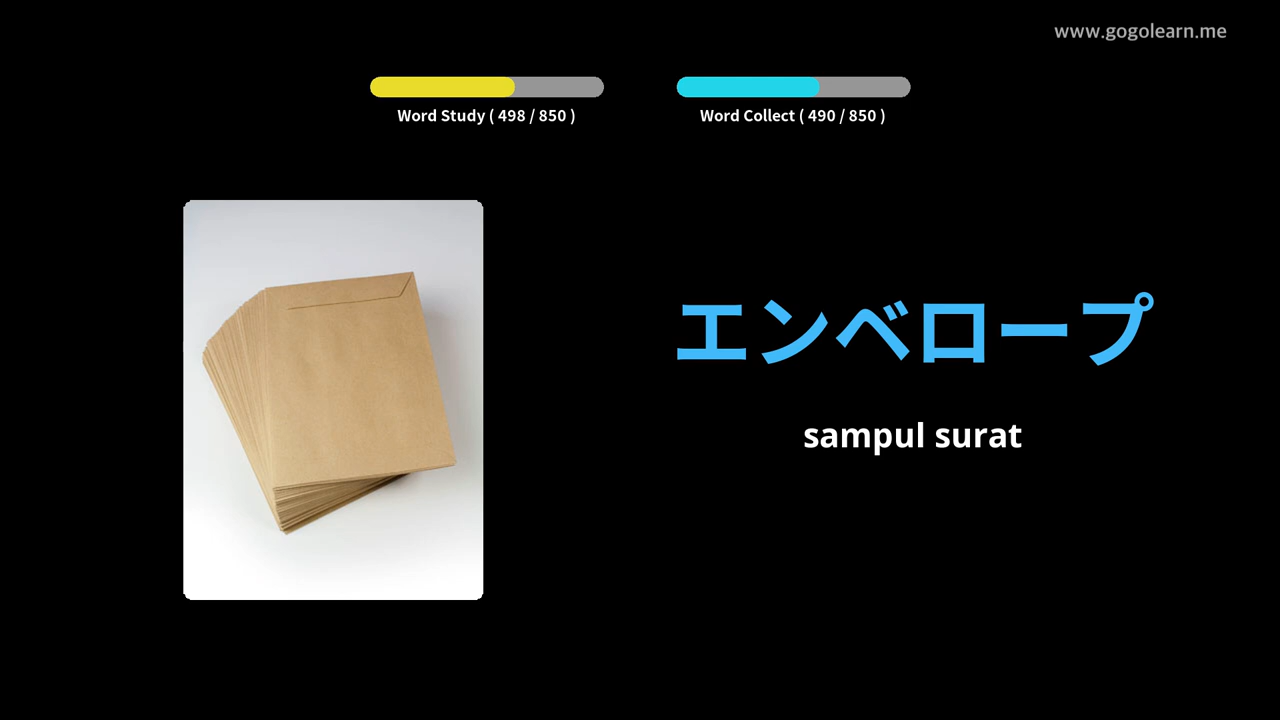 www.gogolearn.me
Word Study ( 498 / 850 )
Word Collect ( 490 / 850 )
エンベロープ
sampul surat